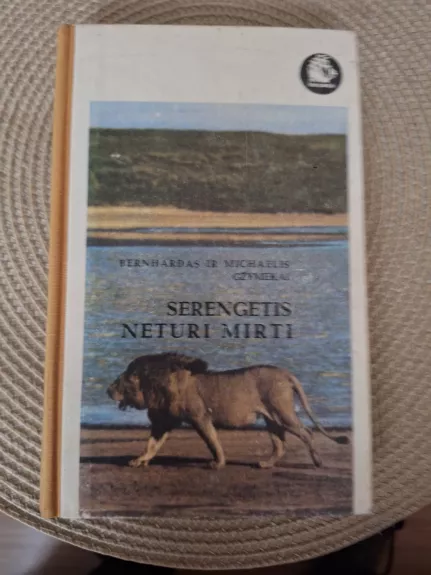 BERNHARDAS IR MICHAELIS
GŽIMEKAI
SERENGETIS
NETURI MIRTI